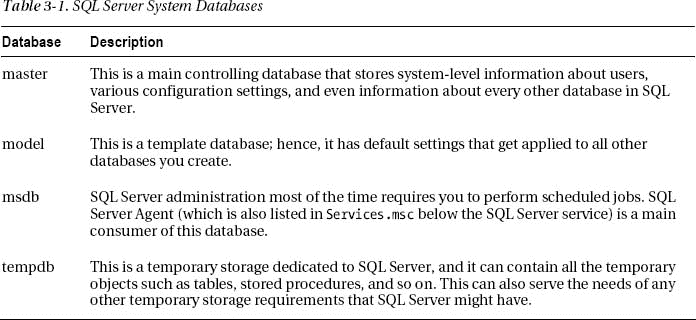 Table 3-1. SQL Server System Databases
Database Description
master This is a main controlling database that stores system-level information about users,
various configuration settings, and even information about every other database in SQL
Server.
model This is a template database; hence, it has default settings that get applied to all other
databases you create.
msdb SQL Server administration most of the time requires you to perform scheduled jobs. SQL
Server Agent (which is also listed in Services.msc below the SQL Server service) is a main
consumer of this database.
tempdb This is a temporary storage dedicated to SQL Server, and it can contain all the temporary
objects such as tables, stored procedures, and so on. This can also serve the needs of any
other temporary storage requirements that SQL Server might have.